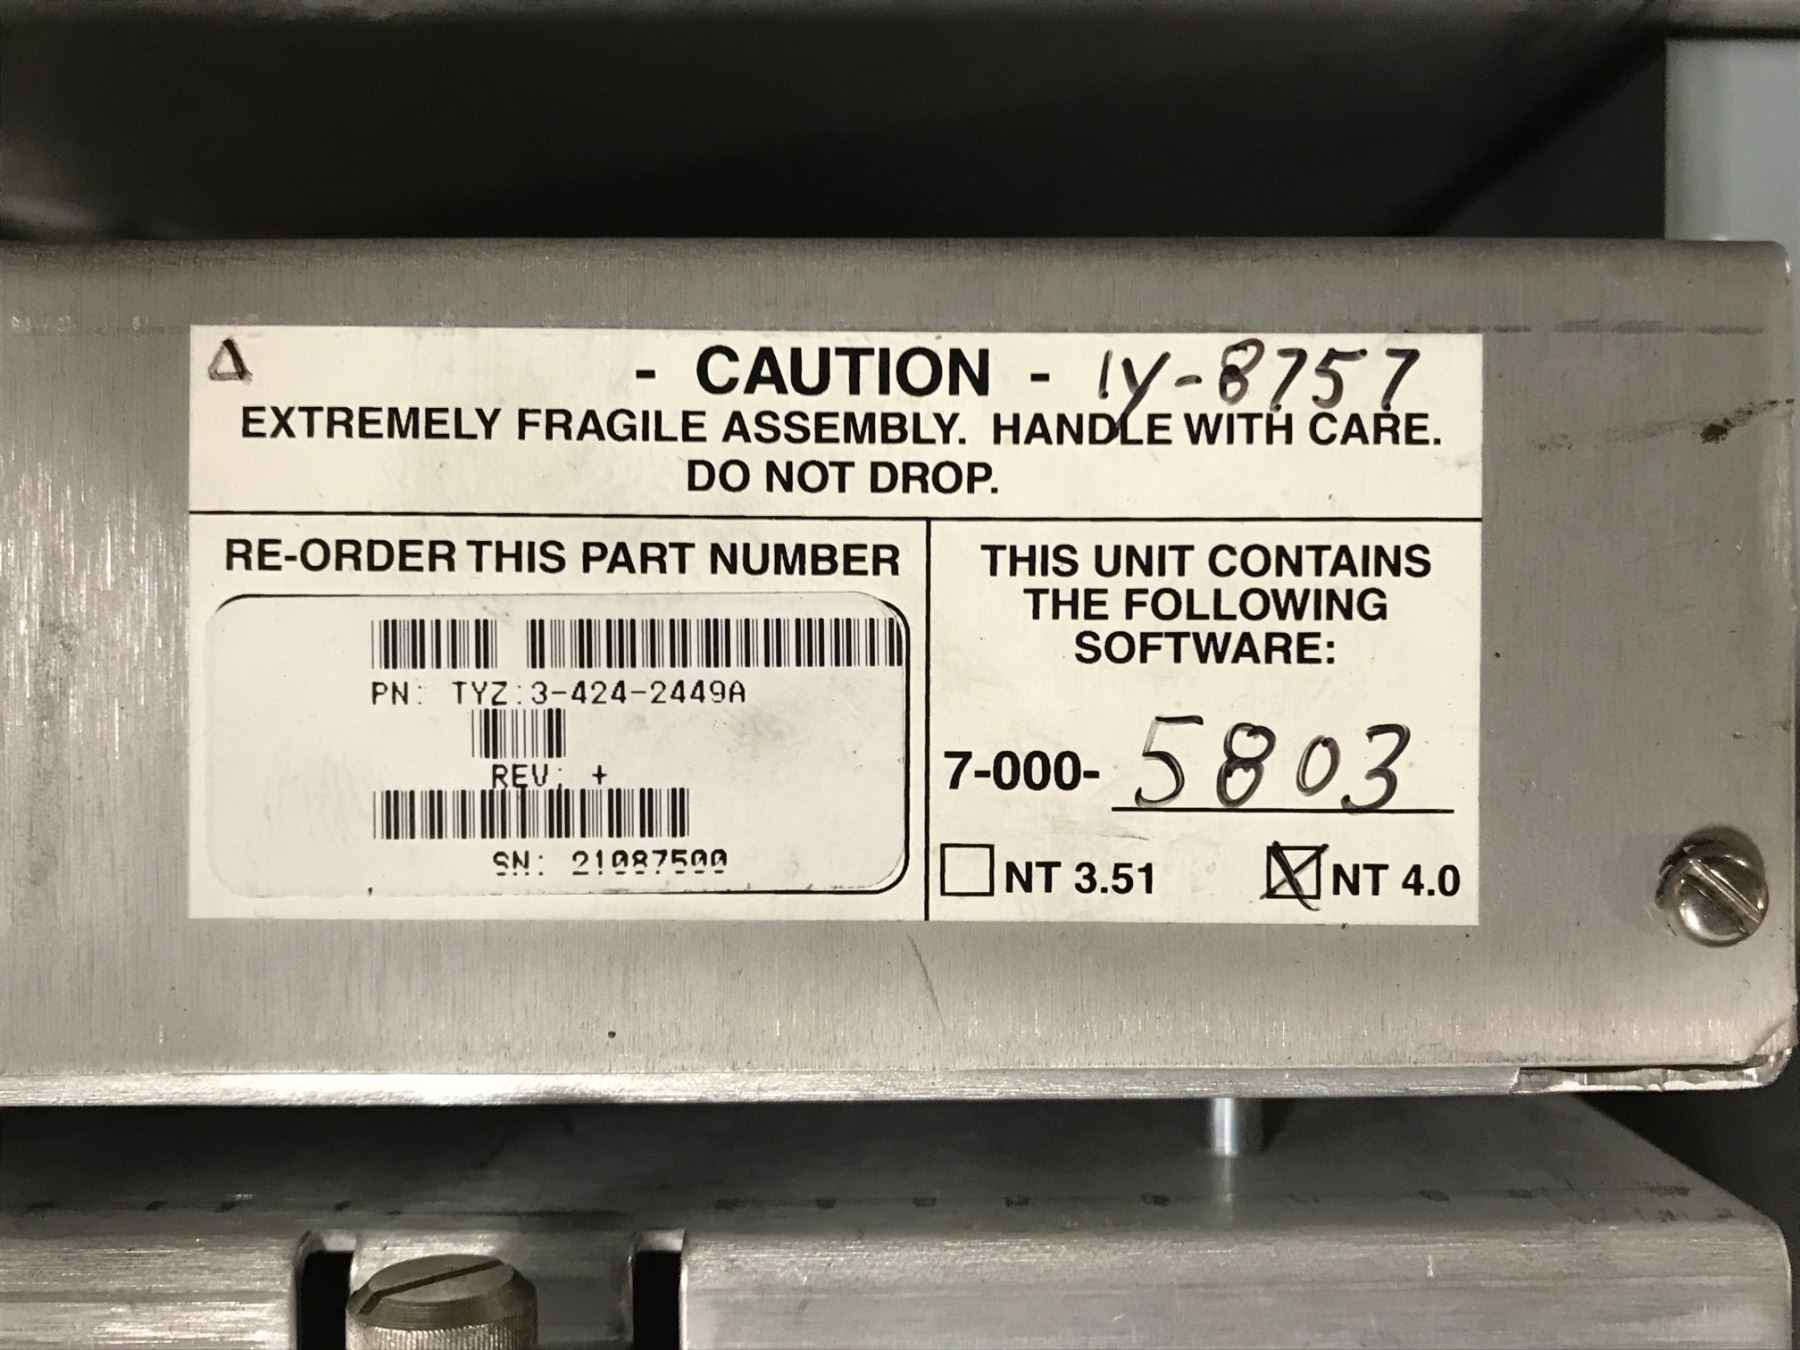 Δ - CAUTION - 1Y-8757
EXTREMELY FRAGILE ASSEMBLY. HANDLE WITH CARE.
DO NOT DROP.
RE-ORDER THIS PART NUMBER
PN: TYZ:3-424-2449A
REV: +
SN: 21087500
THIS UNIT CONTAINS
THE FOLLOWING
SOFTWARE:
7-000- 5803
NT 3.51 NT 4.0